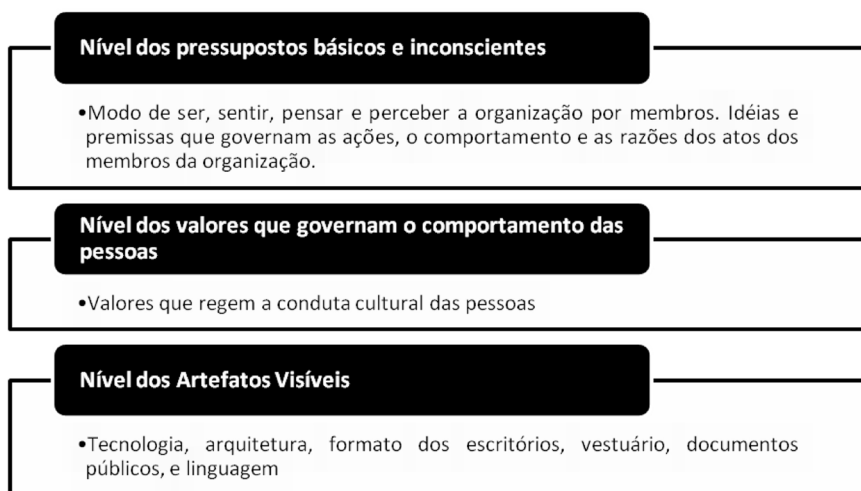 Nível dos pressupostos básicos e inconscientes
•Modo de ser, sentir, pensar e perceber a organização por membros. Idéias e
premissas que governam as ações, o comportamento e as razões dos atos dos
membros da organização.
Nível dos valores que governam o comportamento das
pessoas
•Valores que regem a conduta cultural das pessoas
Nível dos Artefatos Visíveis
•Tecnologia, arquitetura, formato dos escritórios, vestuário, documentos
públicos, e linguagem